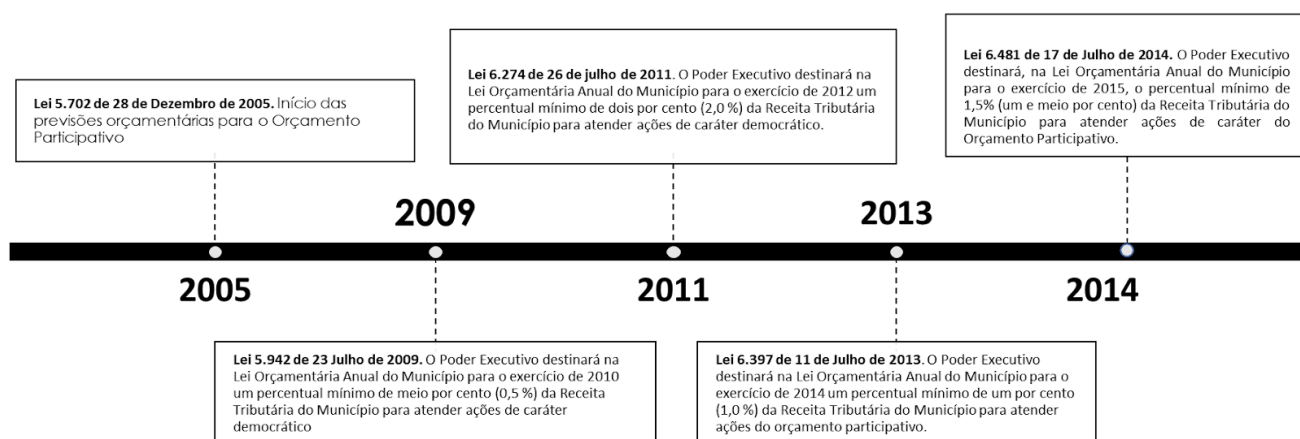 Lei 5.702 de 28 de Dezembro de 2005. Início das
previsões orçamentárias para o Orçamento
Participativo
Lei 6.274 de 26 de julho de 2011. O Poder Executivo destinará na
Lei Orçamentária Anual do Município para o exercício de 2012 um
percentual mínimo de dois por cento (2,0 %) da Receita Tributária
do Município para atender ações de caráter democrático.
Lei 6.481 de 17 de Julho de 2014. O Poder Executivo
destinará, na Lei Orçamentária Anual do Município
para o exercício de 2015, o percentual mínimo de
1,5% (um e meio por cento) da Receita Tributária do
Município para atender ações de caráter do
Orçamento Participativo.
2009
2013
2005
2011
2014
Lei 5.942 de 23 Julho de 2009. O Poder Executivo destinará na
Lei Orçamentária Anual do Município para o exercício de 2010
um percentual mínimo de meio por cento (0,5 %) da Receita
Tributária do Município para atender ações de caráter
democrático
Lei 6.397 de 11 de Julho de 2013. O Poder Executivo
destinará na Lei Orçamentária Anual do Município para o
exercício de 2014 um percentual mínimo de um por cento
(1,0 %) da Receita Tributária do Município para atender
ações do orçamento participativo.